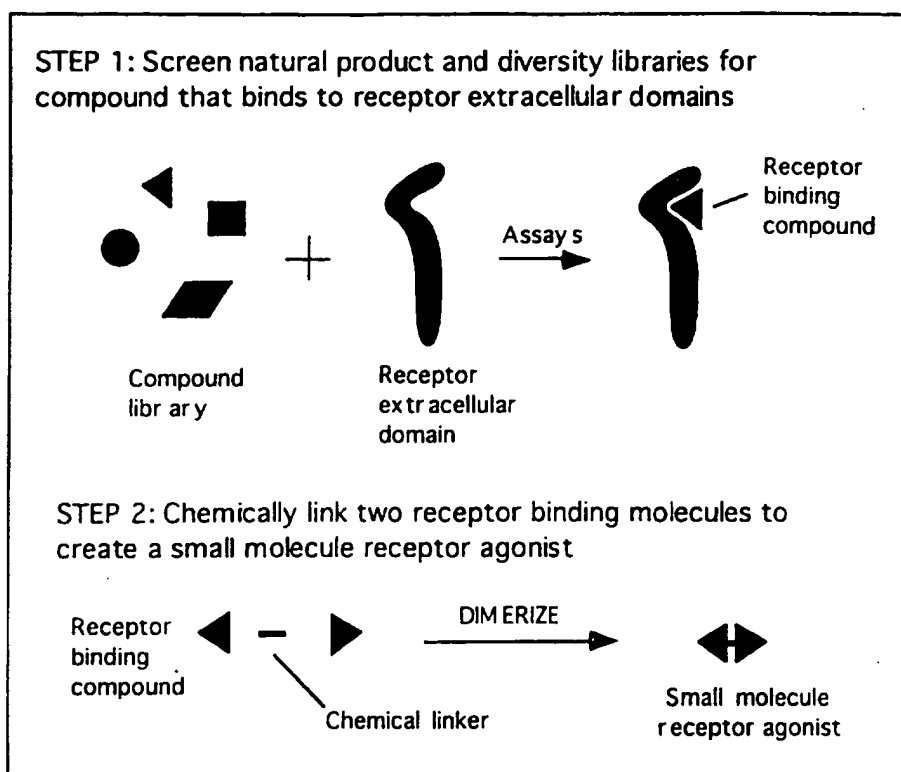 STEP 1: Screen natural product and diversity libraries for
compound that binds to receptor extracellular domains
Receptor
binding
compound
Assays
Compound
library
Receptor
extracellular
domain
STEP 2: Chemically link two receptor binding molecules to
create a small molecule receptor agonist
Receptor
binding
compound
DIMERIZE
Chemical linker
Small molecule
receptor agonist